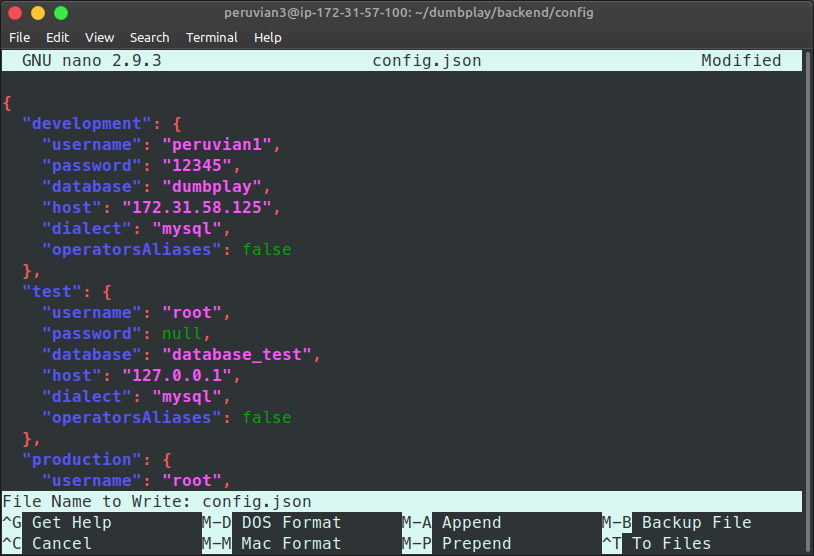 peruvian3@ip-172-31-57-100: ~/dumbplay/backend/config
File Edit View Search Terminal Help
GNU nano 2.9.3 config.json Modified
{
"development": {
"username": "peruvian1",
"password": "12345",
"database": "dumbplay",
"host": "172.31.58.125",
"dialect": "mysql",
"operatorsAliases": false
},
"test": {
"username": "root",
"password": null,
"database": "database_test",
"host": "127.0.0.1",
"dialect": "mysql",
"operatorsAliases": false
},
"production": {
"username": "root",
File Name to Write: config.json
^G Get Help M-D DOS Format M-A Append M-B Backup File
^C Cancel M-M Mac Format M-P Prepend ^T To Files